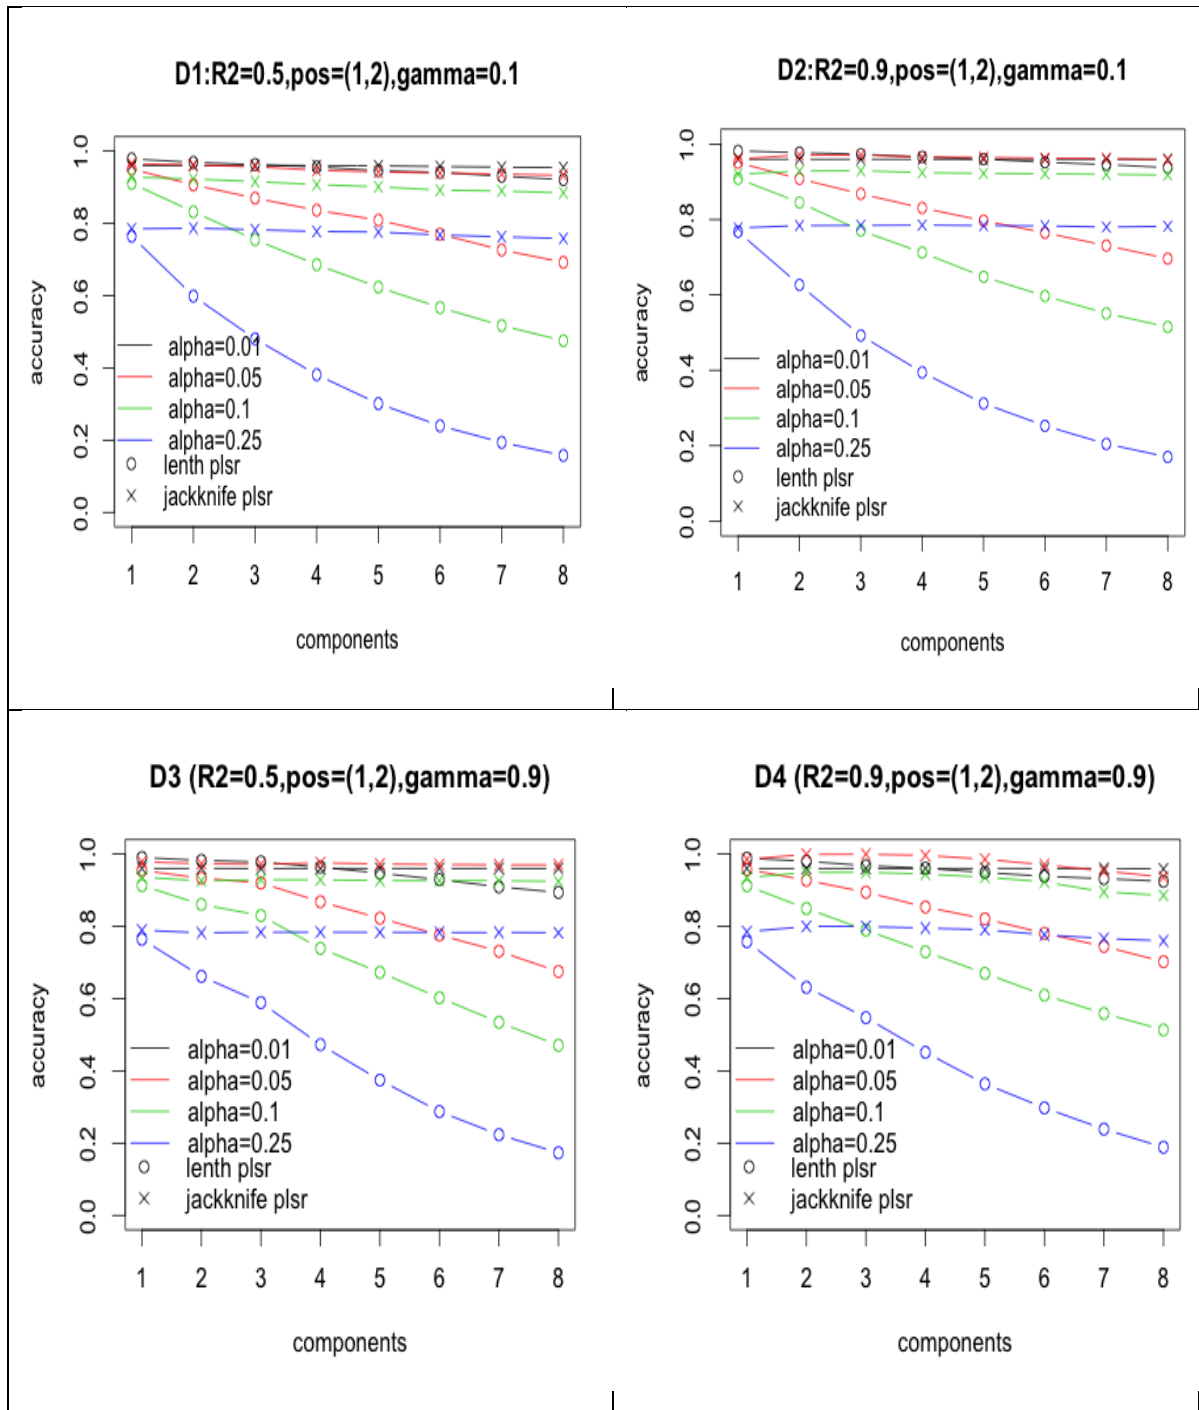 D1:R2=0.5,pos=(1,2),gamma=0.1
accuracy
1.0
0.8
0.6
0.4
0.2
0.0
alpha=0.01
alpha=0.05
alpha=0.1
alpha=0.25
lenth plsr
jackknife plsr
1 2 3 4 5 6 7 8
components
D2:R2=0.9,pos=(1,2),gamma=0.1
accuracy
1.0
0.8
0.6
0.4
0.2
0.0
alpha=0.01
alpha=0.05
alpha=0.1
alpha=0.25
lenth plsr
jackknife plsr
1 2 3 4 5 6 7 8
components
D3 (R2=0.5,pos=(1,2),gamma=0.9)
accuracy
1.0
0.8
0.6
0.4
0.2
0.0
alpha=0.01
alpha=0.05
alpha=0.1
alpha=0.25
lenth plsr
jackknife plsr
1 2 3 4 5 6 7 8
components
D4 (R2=0.9,pos=(1,2),gamma=0.9)
accuracy
1.0
0.8
0.6
0.4
0.2
0.0
alpha=0.01
alpha=0.05
alpha=0.1
alpha=0.25
lenth plsr
jackknife plsr
1 2 3 4 5 6 7 8
components